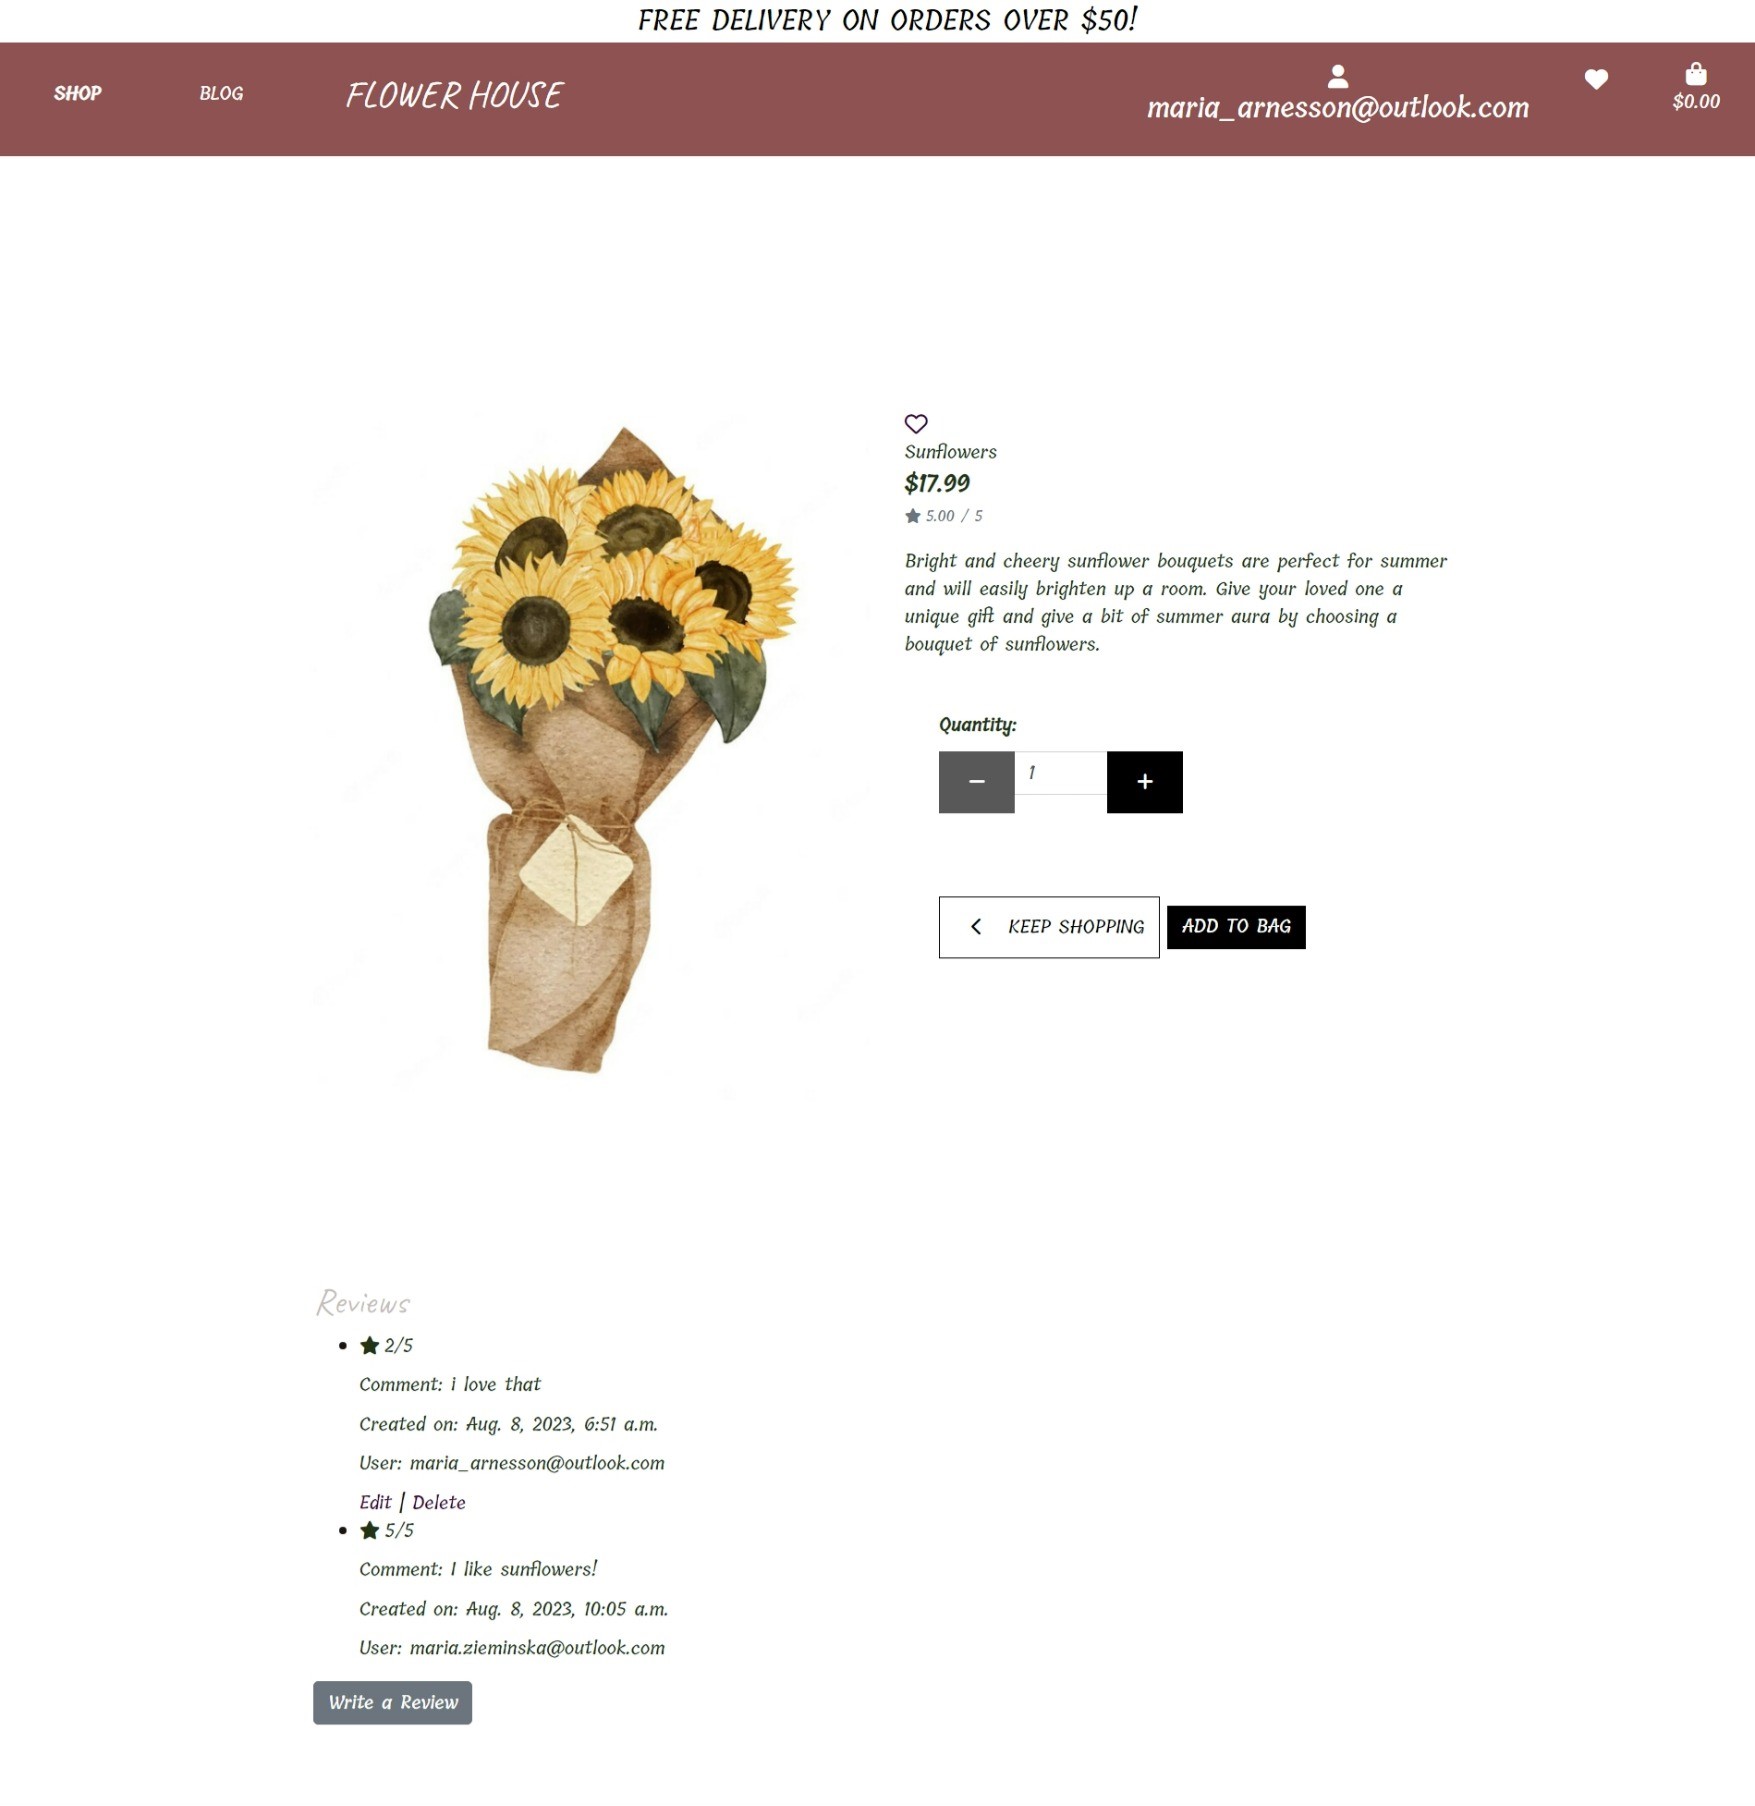 FREE DELIVERY ON ORDERS OVER $50!
SHOP
BLOG
FLOWER HOUSE
maria_arnesson@outlook.com
$0.00
Sunflowers
$17.99
5.00 / 5
Bright and cheery sunflower bouquets are perfect for summer
and will easily brighten up a room. Give your loved one a
unique gift and give a bit of summer aura by choosing a
bouquet of sunflowers.
Quantity:
− 1 +
KEEP SHOPPING
ADD TO BAG
Reviews
2/5
Comment: i love that
Created on: Aug. 8, 2023, 6:51 a.m.
User: maria_arnesson@outlook.com
Edit | Delete
5/5
Comment: I like sunflowers!
Created on: Aug. 8, 2023, 10:05 a.m.
User: maria.zieminska@outlook.com
Write a Review